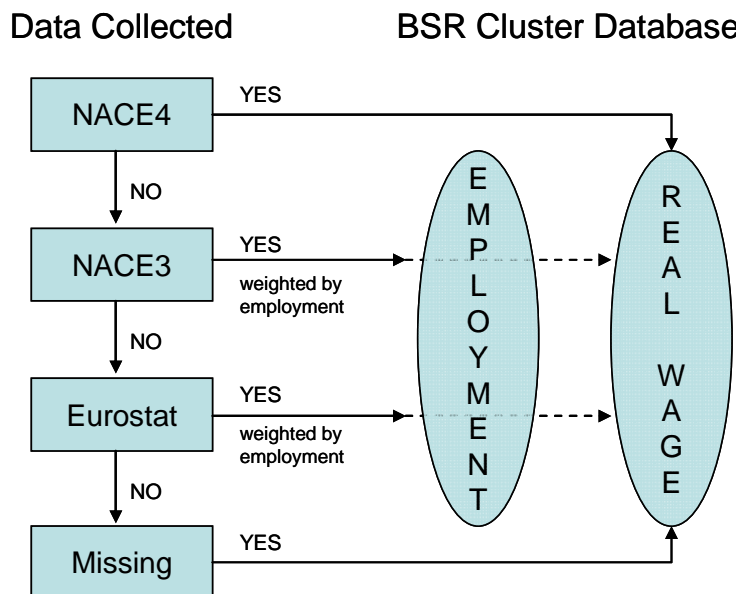 Data Collected
BSR Cluster Database
NACE4
YES
NO
NACE3
YES
weighted by
employment
NO
Eurostat
YES
weighted by
employment
NO
Missing
YES
EMPLOYMENT
REAL WAGE